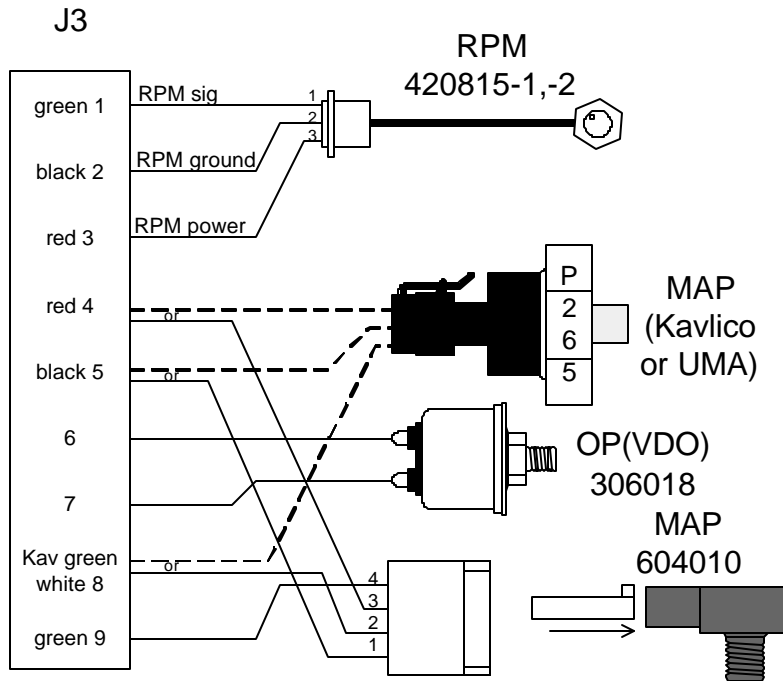 J3
RPM
420815-1,-2
green 1
RPM sig
1
2
3
black 2
RPM ground
red 3
RPM power
red 4
or
P
2
6
5
MAP
(Kavlico
or UMA)
black 5
or
6
OP(VDO)
306018
7
MAP
604010
Kav green
white 8
or
4
3
2
1
green 9